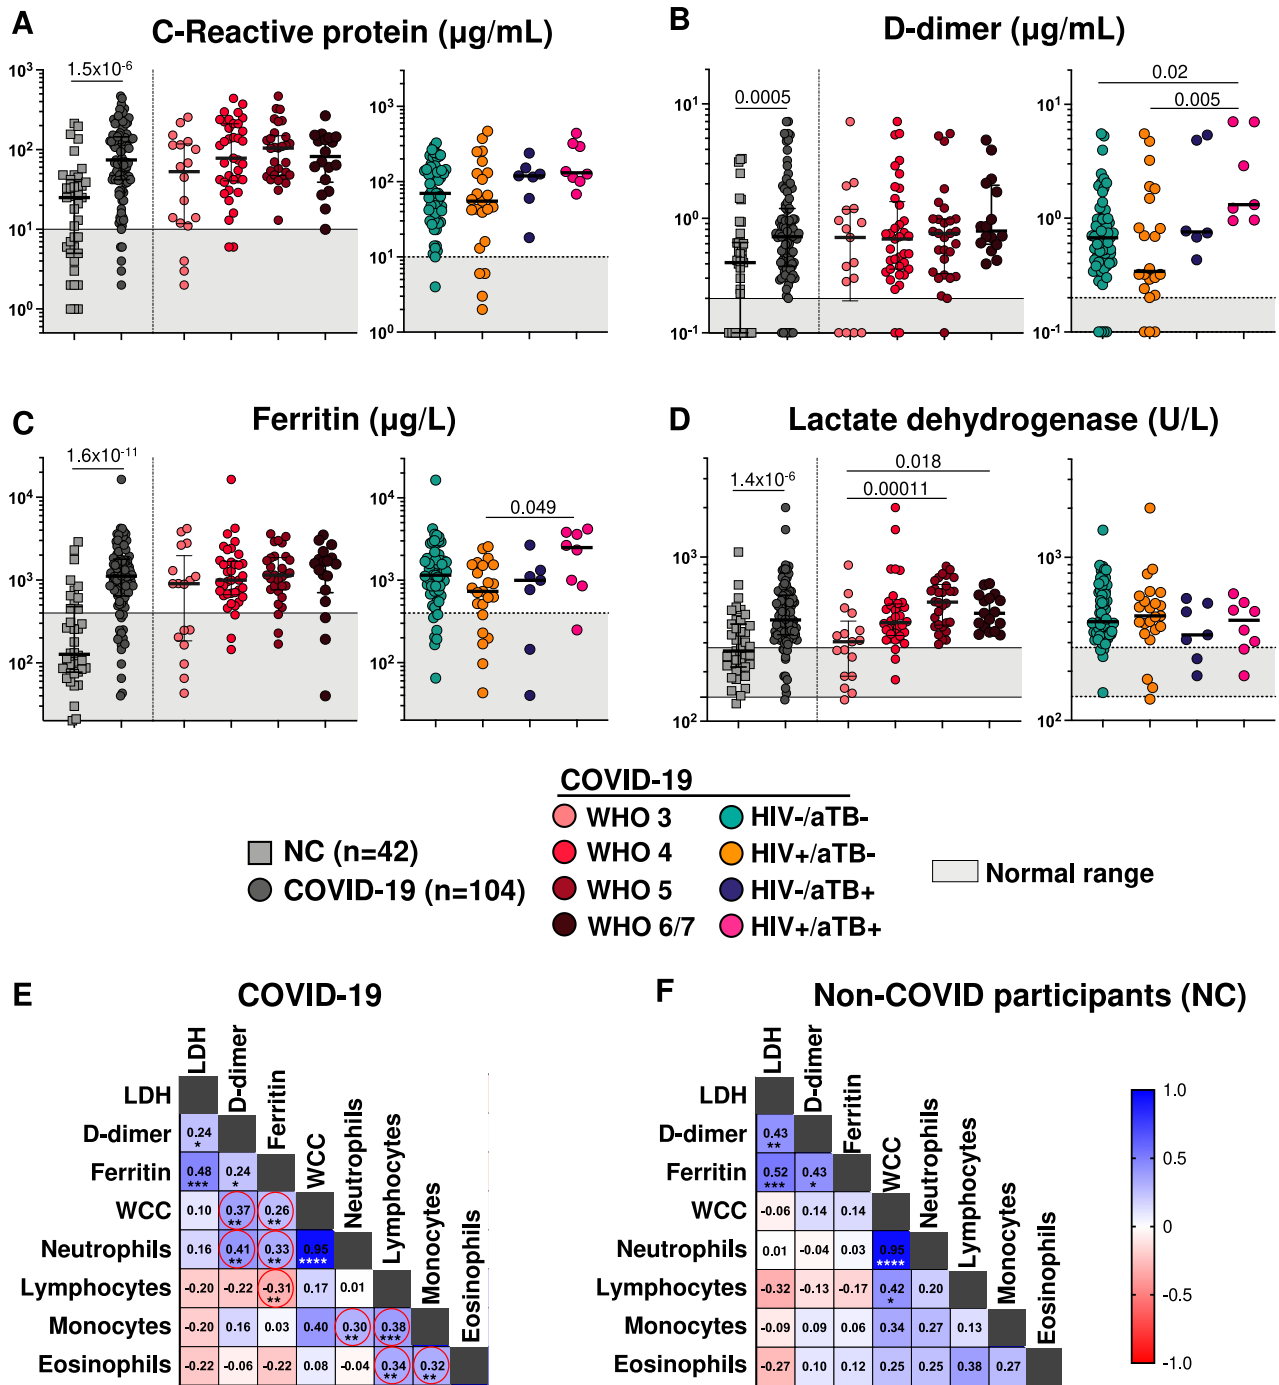 A
C-Reactive protein (µg/mL)
10³
10²
10¹
10⁰
1.5x10⁻⁶
10³
10²
10¹
10⁰
B
D-dimer (µg/mL)
10¹
10⁰
10⁻¹
0.0005
10¹
10⁰
10⁻¹
0.02
0.005
C
Ferritin (µg/L)
10⁴
10³
10²
1.6x10⁻¹¹
10⁴
10³
10²
0.049
D
Lactate dehydrogenase (U/L)
10³
10²
1.4x10⁻⁶
0.018
0.00011
10³
10²
COVID-19
NC (n=42)
COVID-19 (n=104)
WHO 3
WHO 4
WHO 5
WHO 6/7
HIV-/aTB-
HIV+/aTB-
HIV-/aTB+
HIV+/aTB+
Normal range
E
COVID-19
LDH
D-dimer
Ferritin
WCC
Neutrophils
Lymphocytes
Monocytes
Eosinophils
LDH
D-dimer 0.24 *
Ferritin 0.48 *** 0.24 *
WCC 0.10 0.37 ** 0.26 **
Neutrophils 0.16 0.41 ** 0.33 ** 0.95 ****
Lymphocytes -0.20 -0.22 -0.31 ** 0.17 0.01
Monocytes -0.20 0.16 0.03 0.40 0.30 ** 0.38 ***
Eosinophils -0.22 -0.06 -0.22 0.08 -0.04 0.34 ** 0.32 **
F
Non-COVID participants (NC)
LDH
D-dimer
Ferritin
WCC
Neutrophils
Lymphocytes
Monocytes
Eosinophils
LDH
D-dimer 0.43 **
Ferritin 0.52 *** 0.43 *
WCC -0.06 0.14 0.14
Neutrophils 0.01 -0.04 0.03 0.95 ****
Lymphocytes -0.32 -0.13 -0.17 0.42 * 0.20
Monocytes -0.09 0.09 0.06 0.34 0.27 0.13
Eosinophils -0.27 0.10 0.12 0.25 0.25 0.38 0.27
1.0
0.5
0
-0.5
-1.0